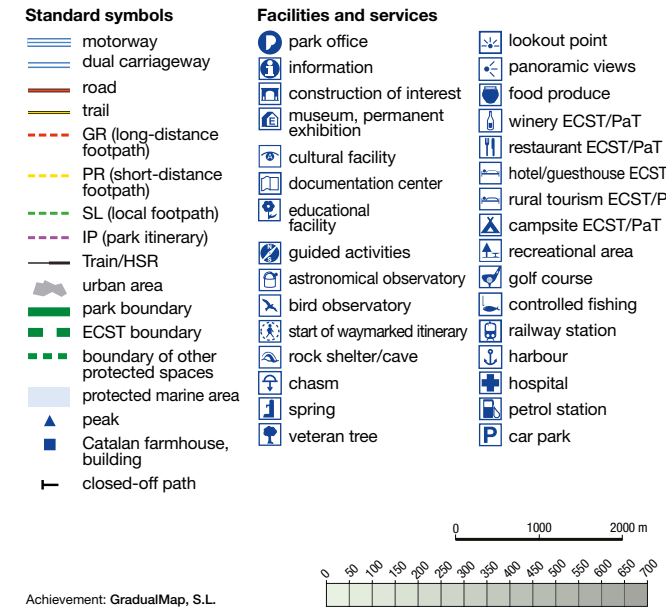 Standard symbols
motorway
dual carriageway
road
trail
GR (long-distance
footpath)
PR (short-distance
footpath)
SL (local footpath)
IP (park itinerary)
Train/HSR
urban area
park boundary
ECST boundary
boundary of other
protected spaces
protected marine area
peak
Catalan farmhouse,
building
closed-off path
Facilities and services
park office
information
construction of interest
museum, permanent
exhibition
cultural facility
documentation center
educational
facility
guided activities
astronomical observatory
bird observatory
start of waymarked itinerary
rock shelter/cave
chasm
spring
veteran tree
lookout point
panoramic views
food produce
winery ECST/PaT
restaurant ECST/PaT
hotel/guesthouse ECST
rural tourism ECST/P
campsite ECST/PaT
recreational area
golf course
controlled fishing
railway station
harbour
hospital
petrol station
P car park
0 1000 2000 m
0 50 100 150 200 250 300 350 400 450 500 550 600 650 700
Achievement: GradualMap, S.L.